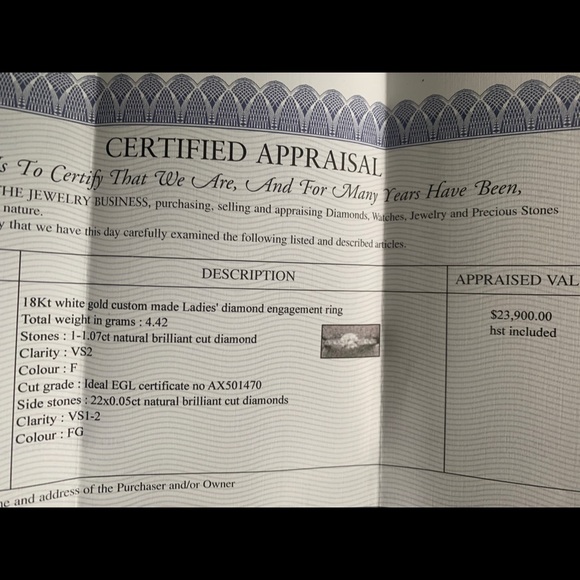 CERTIFIED APPRAISAL
To Certify That We Are, And For Many Years Have Been,
THE JEWELRY BUSINESS, purchasing, selling and appraising Diamonds, Watches, Jewelry and Precious Stones
nature.
that we have this day carefully examined the following listed and described articles.
DESCRIPTION
APPRAISED
18Kt white gold custom made Ladies' diamond engagement ring
Total weight in grams : 4.42
Stones : 1-1.07ct natural brilliant cut diamond
Clarity : VS2
Colour : F
Cut grade : Ideal EGL certificate no AX501470
Side stones : 22x0.05ct natural brilliant cut diamonds
Clarity : VS1-2
Colour : FG
$23,900.00
hst included
and address of the Purchaser and/or Owner